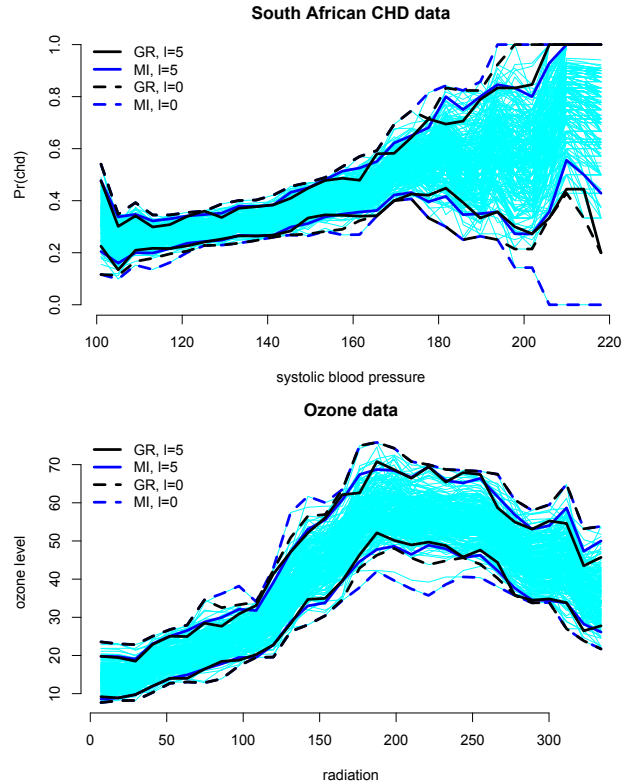 South African CHD data
GR, l=5
MI, l=5
GR, l=0
MI, l=0
Pr(chd)
0.0 0.2 0.4 0.6 0.8 1.0
100 120 140 160 180 200 220
systolic blood pressure
Ozone data
GR, l=5
MI, l=5
GR, l=0
MI, l=0
ozone level
10 20 30 40 50 60 70
0 50 100 150 200 250 300
radiation